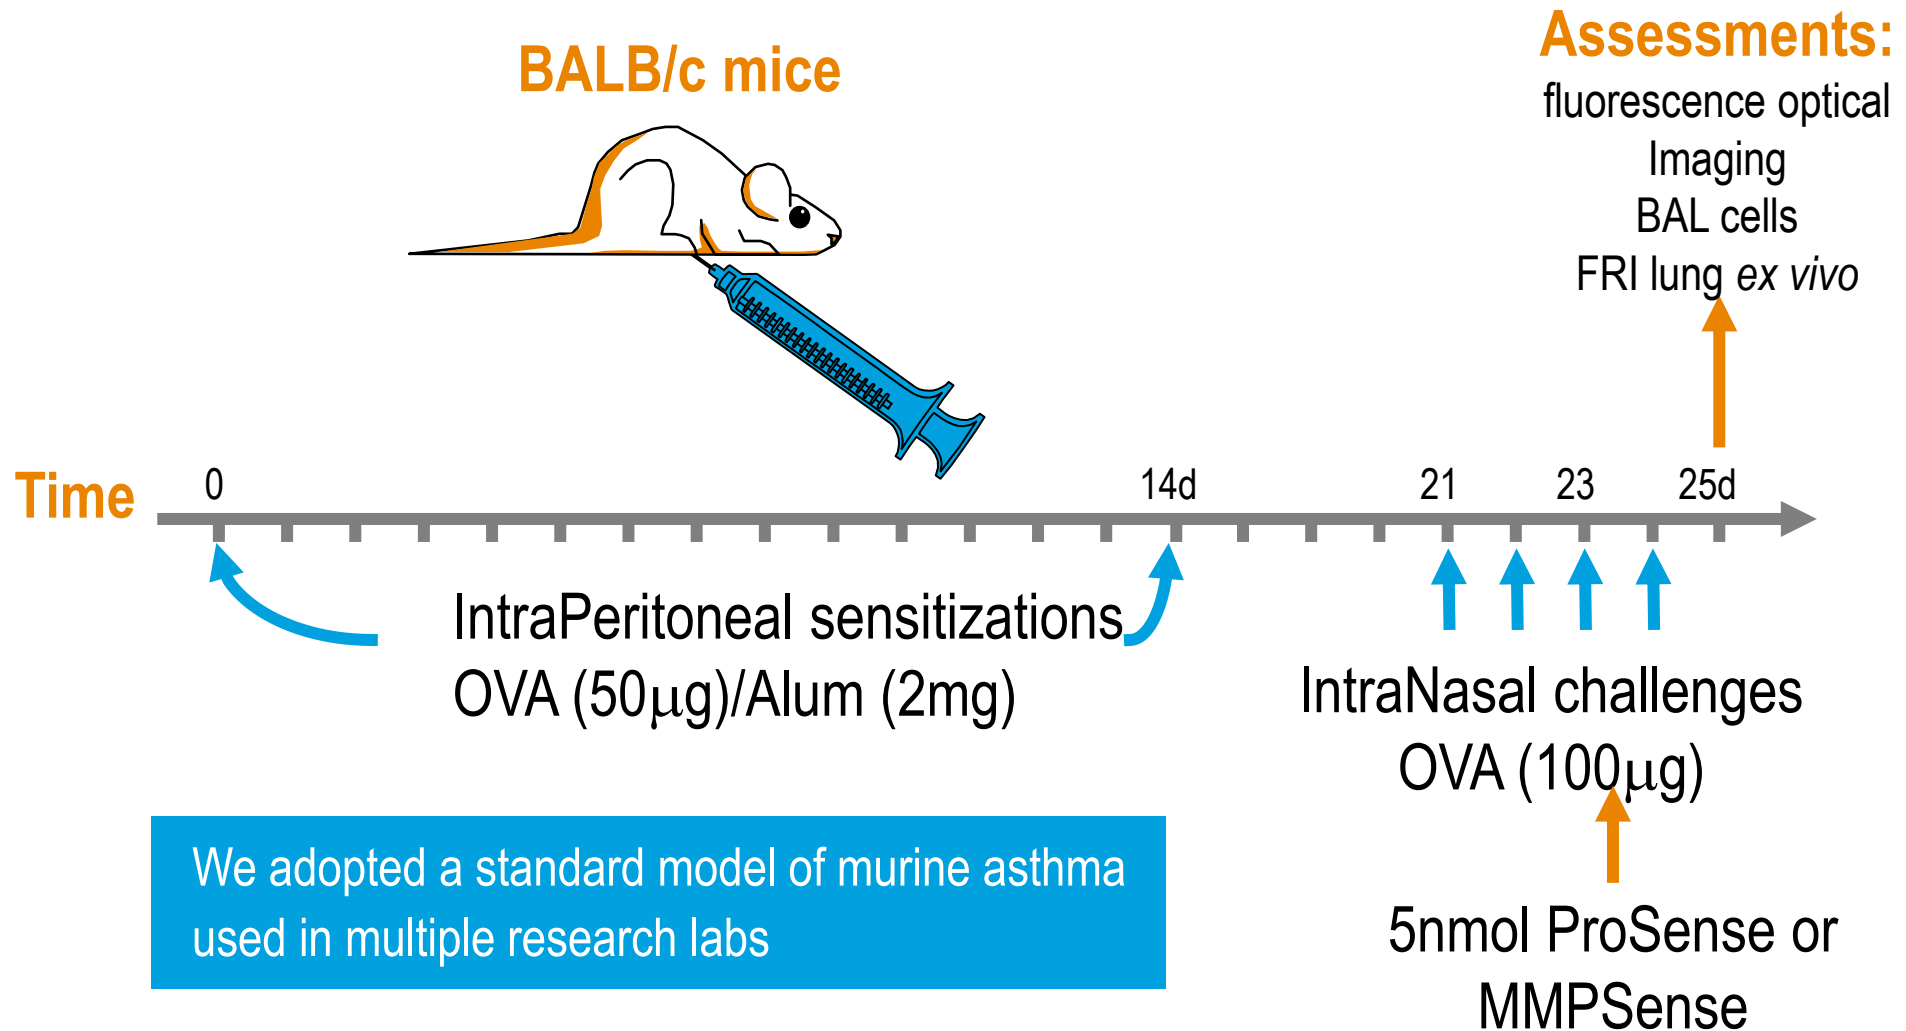 Assessments:
BALB/c mice
fluorescence optical
Imaging
BAL cells
FRI lung ex vivo
Time
0
14d
21
23
25d
IntraPeritoneal sensitizations
OVA (50μg)/Alum (2mg)
IntraNasal challenges
OVA (100μg)
We adopted a standard model of murine asthma
used in multiple research labs
5nmol ProSense or
MMPSense